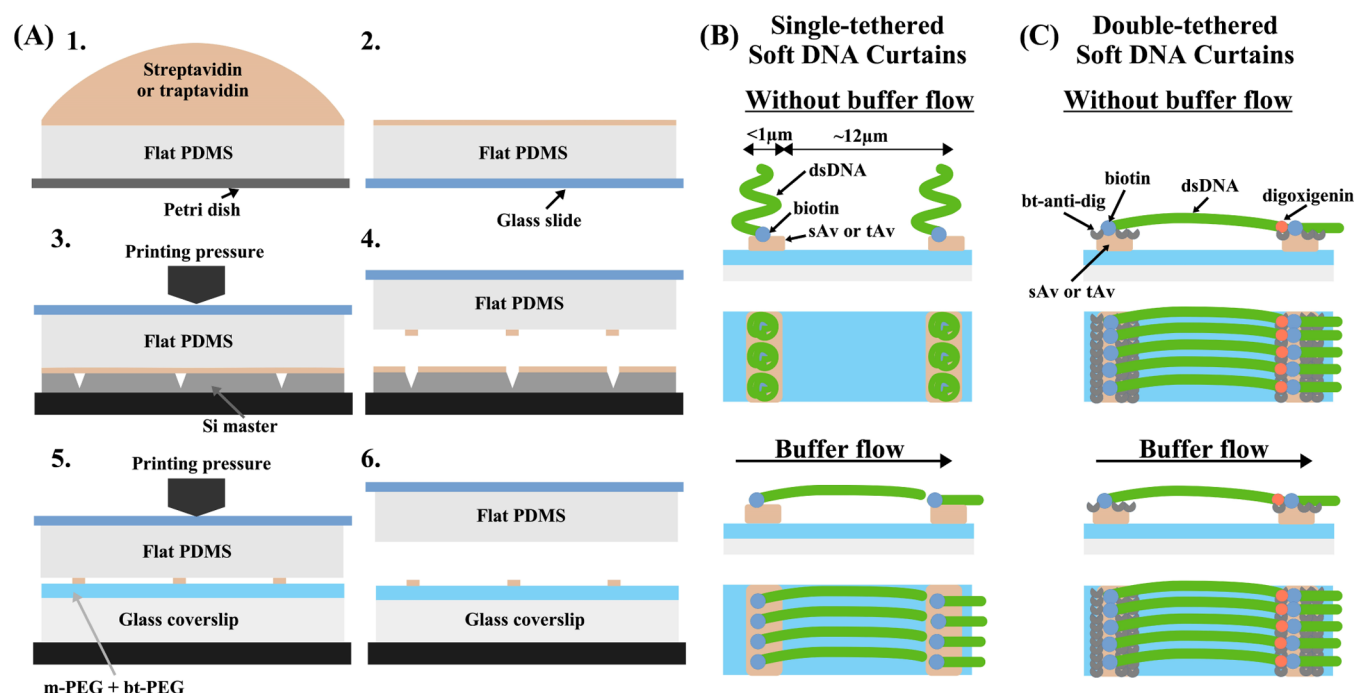 (A)
1.
Streptavidin
or traptavidin
Flat PDMS
Petri dish
2.
Flat PDMS
Glass slide
3.
Printing pressure
Flat PDMS
Si master
4.
Flat PDMS
5.
Printing pressure
Flat PDMS
Glass coverslip
m-PEG + bt-PEG
6.
Flat PDMS
Glass coverslip
(B)
Single-tethered
Soft DNA Curtains
Without buffer flow
<1μm
~12μm
dsDNA
biotin
sAv or tAv
Buffer flow
(C)
Double-tethered
Soft DNA Curtains
Without buffer flow
biotin
bt-anti-dig
dsDNA
digoxigenin
sAv or tAv
Buffer flow